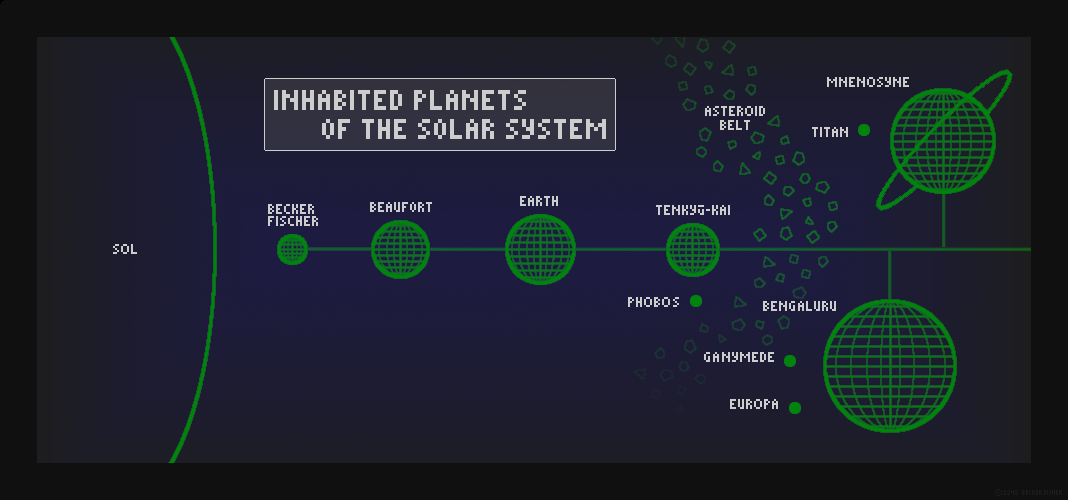 INHABITED PLANETS
OF THE SOLAR SYSTEM
SOL
BECKER
FISCHER
BEAUFORT
EARTH
TENKYG-KAI
PHOBOS
ASTEROID
BELT
MNENOSYNE
TITAN
BENGALURU
GANYMEDE
EUROPA